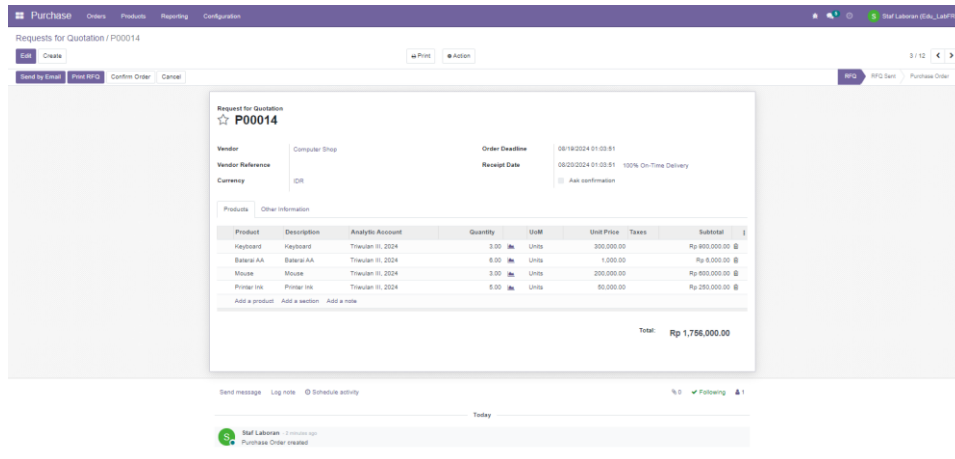 Purchase Orders Products Reporting Configuration Staf Laboran (Edu_LabFR
Requests for Quotation / P00014
Edit Create Print Action 3 / 12
Send by Email Print RFQ Confirm Order Cancel RFQ RFQ Sent Purchase Order
Request for Quotation
P00014
Vendor Computer Shop Order Deadline 08/18/2024 01:03:51
Vendor Reference Receipt Date 08/20/2024 01:03:51 100% On-Time Delivery
Currency IDR Ask confirmation
Products Other Information
Product Description Analytic Account Quantity UoM Unit Price Taxes Subtotal
Keyboard Keyboard Triwulan III, 2024 3.00 Units 300,000.00 Rp 900,000.00
Baterai AA Baterai AA Triwulan III, 2024 6.00 Units 1,000.00 Rp 6,000.00
Mouse Mouse Triwulan III, 2024 3.00 Units 200,000.00 Rp 600,000.00
Printer Ink Printer Ink Triwulan III, 2024 5.00 Units 50,000.00 Rp 250,000.00
Add a product Add a section Add a note
Total: Rp 1,756,000.00
Send message Log note Schedule activity 0 Following 1
Today
S Staf Laboran - 3 minutes ago
Purchase Order created